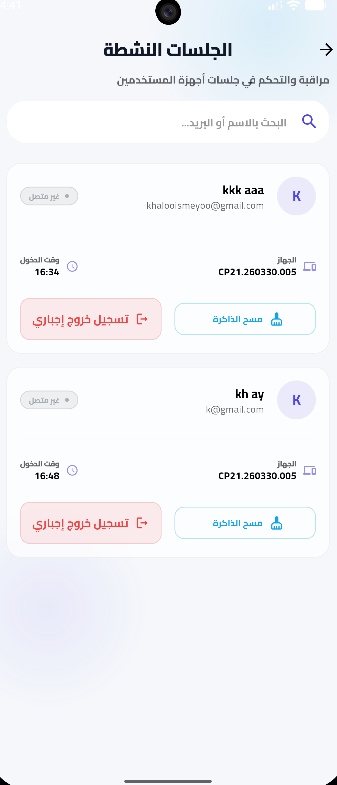 الجلسات النشطة
مراقبة والتحكم في جلسات أجهزة المستخدمين
البحث بالاسم أو البريد...
K
kkk aaa
غير متصل
khalooismeyoo@gmail.com
الجهاز
CP21.260330.005
وقت الدخول
16:34
مسح الذاكرة
تسجيل خروج إجباري
K
kh ay
غير متصل
k@gmail.com
الجهاز
CP21.260330.005
وقت الدخول
16:48
مسح الذاكرة
تسجيل خروج إجباري